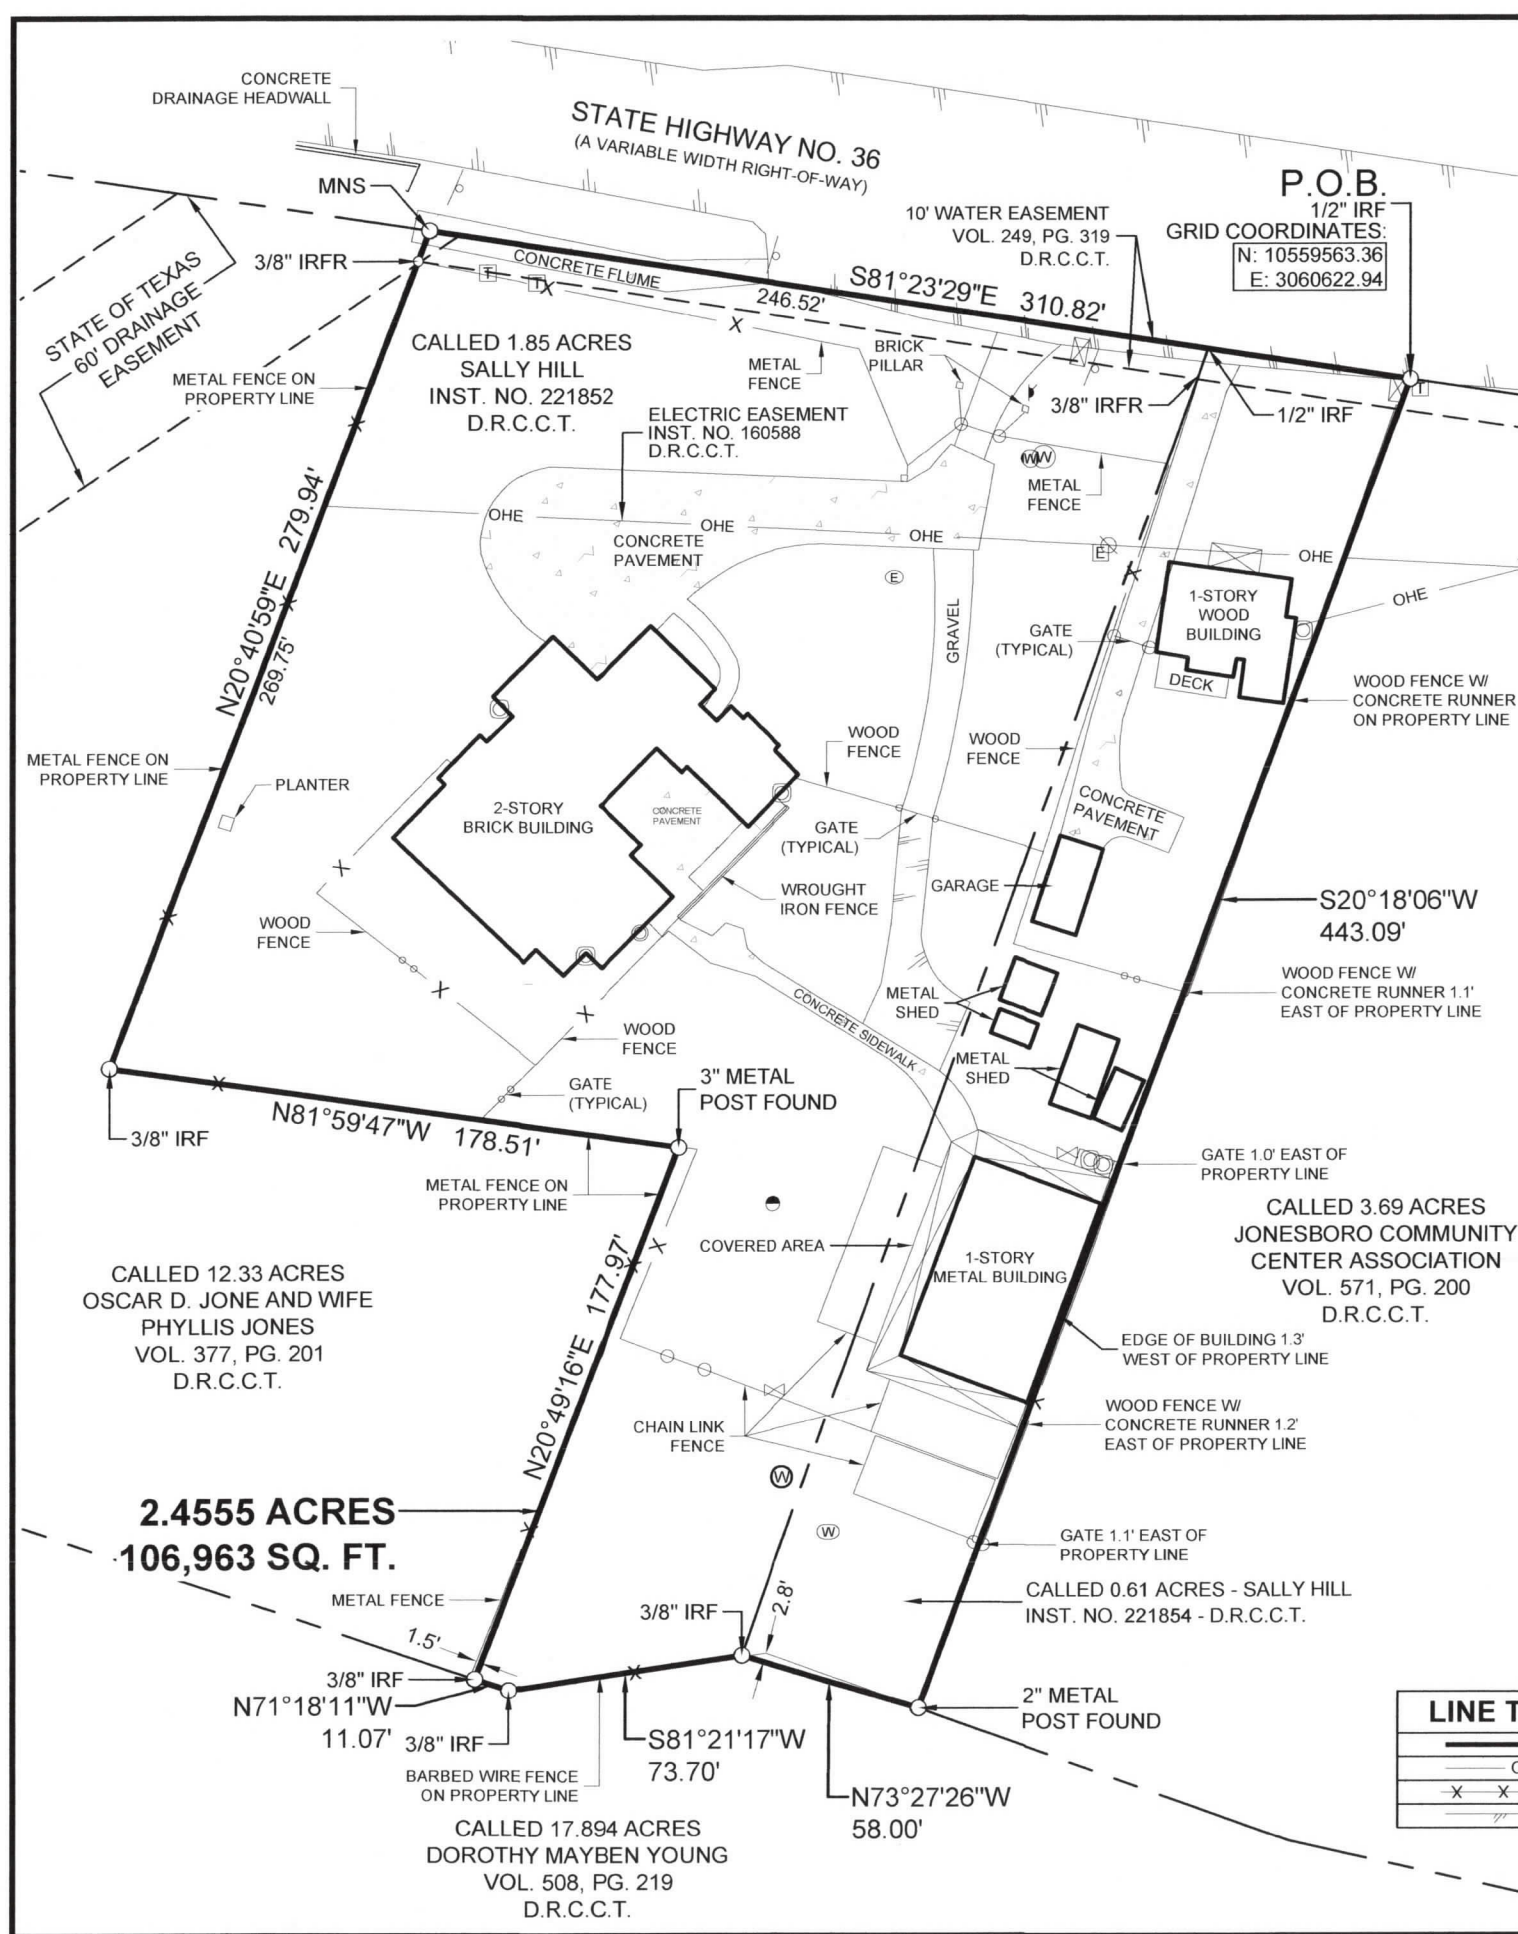 CONCRETE
DRAINAGE HEADWALL
STATE HIGHWAY NO. 36
(A VARIABLE WIDTH RIGHT-OF-WAY)
MNS
P.O.B.
1/2" IRF
GRID COORDINATES:
N: 10559563.36
E: 3060622.94
10' WATER EASEMENT
VOL. 249, PG. 319
D.R.C.C.T.
3/8" IRFR
CONCRETE FLUME
T
T
X
X
246.52'
S81°23'29"E 310.82'
STATE OF TEXAS
60' DRAINAGE
EASEMENT
CALLED 1.85 ACRES
SALLY HILL
INST. NO. 221852
D.R.C.C.T.
METAL
FENCE
BRICK
PILLAR
3/8" IRFR
1/2" IRF
T
METAL FENCE ON
PROPERTY LINE
ELECTRIC EASEMENT
INST. NO. 160588
D.R.C.C.T.
W
W
METAL
FENCE
OHE
OHE
OHE
OHE
OHE
CONCRETE
PAVEMENT
E
E
N20°40'59"E 279.94'
269.75'
1-STORY
WOOD
BUILDING
GATE
(TYPICAL)
DECK
GRAVEL
WOOD FENCE W/
CONCRETE RUNNER
ON PROPERTY LINE
WOOD
FENCE
WOOD
FENCE
METAL FENCE ON
PROPERTY LINE
PLANTER
2-STORY
BRICK BUILDING
CONCRETE
PAVEMENT
CONCRETE
PAVEMENT
GATE
(TYPICAL)
X
WROUGHT
IRON FENCE
GARAGE
S20°18'06"W
443.09'
WOOD
FENCE
X
X
METAL
SHED
WOOD FENCE W/
CONCRETE RUNNER 1.1'
EAST OF PROPERTY LINE
CONCRETE SIDEWALK
WOOD
FENCE
METAL
SHED
3" METAL
POST FOUND
GATE
(TYPICAL)
N81°59'47"W 178.51'
3/8" IRF
GATE 1.0' EAST OF
PROPERTY LINE
METAL FENCE ON
PROPERTY LINE
CALLED 3.69 ACRES
JONESBORO COMMUNITY
CENTER ASSOCIATION
VOL. 571, PG. 200
D.R.C.C.T.
COVERED AREA
1-STORY
METAL BUILDING
X
CALLED 12.33 ACRES
OSCAR D. JONE AND WIFE
PHYLLIS JONES
VOL. 377, PG. 201
D.R.C.C.T.
N20°49'16"E 177.97'
EDGE OF BUILDING 1.3'
WEST OF PROPERTY LINE
WOOD FENCE W/
CONCRETE RUNNER 1.2'
EAST OF PROPERTY LINE
CHAIN LINK
FENCE
W
W
2.4555 ACRES
106,963 SQ. FT.
GATE 1.1' EAST OF
PROPERTY LINE
METAL FENCE
CALLED 0.61 ACRES - SALLY HILL
INST. NO. 221854 - D.R.C.C.T.
3/8" IRF
2.8'
1.5'
3/8" IRF
N71°18'11"W
11.07'
3/8" IRF
S81°21'17"W
73.70'
2" METAL
POST FOUND
BARBED WIRE FENCE
ON PROPERTY LINE
N73°27'26"W
58.00'
CALLED 17.894 ACRES
DOROTHY MAYBEN YOUNG
VOL. 508, PG. 219
D.R.C.C.T.
LINE T
X X